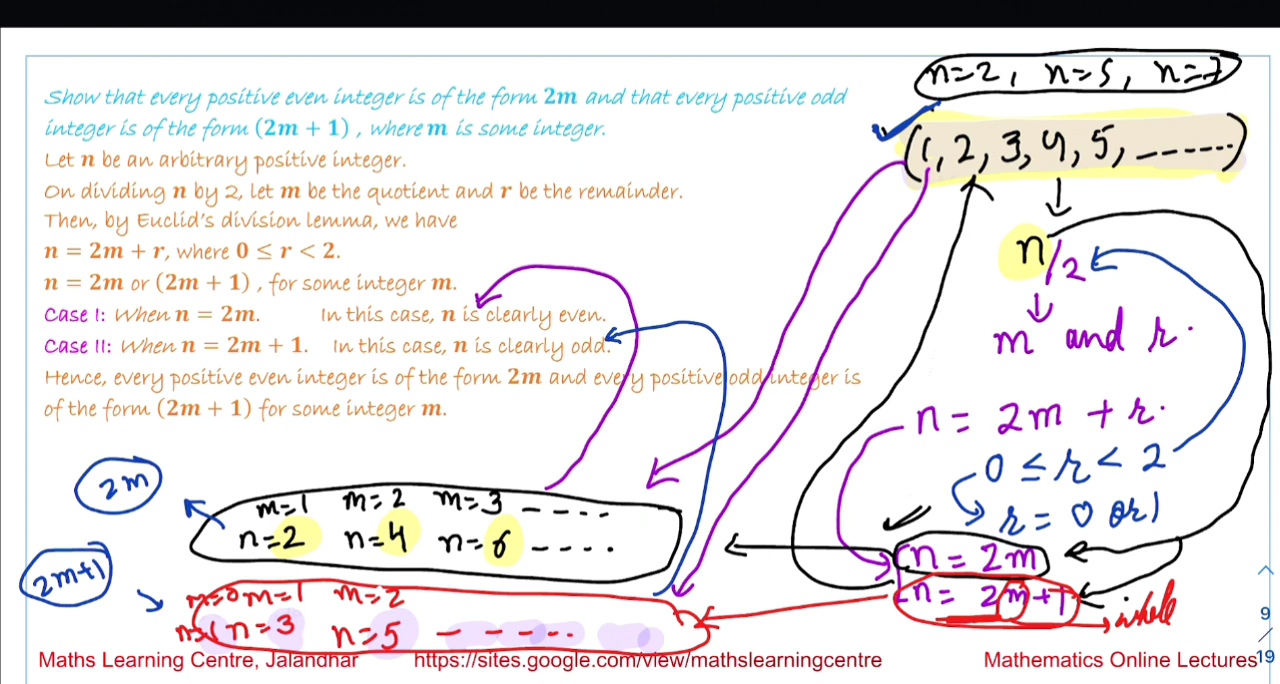 Show that every positive even integer is of the form 2m and that every positive odd
integer is of the form (2m + 1) , where m is some integer.
Let n be an arbitrary positive integer.
On dividing n by 2, let m be the quotient and r be the remainder.
Then, by Euclid's division lemma, we have
n = 2m + r, where 0 ≤ r < 2.
n = 2m or (2m + 1) , for some integer m.
Case I: When n = 2m. In this case, n is clearly even.
Case II: When n = 2m + 1. In this case, n is clearly odd.
Hence, every positive even integer is of the form 2m and every positive odd integer is
of the form (2m + 1) for some integer m.
n=2, n=5, n=7
(1, 2, 3, 4, 5, ------)
n/2
m and r.
n = 2m + r.
0 ≤ r < 2
r = 0 or 1
n = 2m
n = 2m+1
whole
2m
m=1 m=2 m=3 ----
n=2 n=4 n=6 ----
2m+1
m=0 m=1 m=2
n=1 n=3 n=5 -----
9
/
19
Maths Learning Centre, Jalandhar https://sites.google.com/view/mathslearningcentre Mathematics Online Lectures